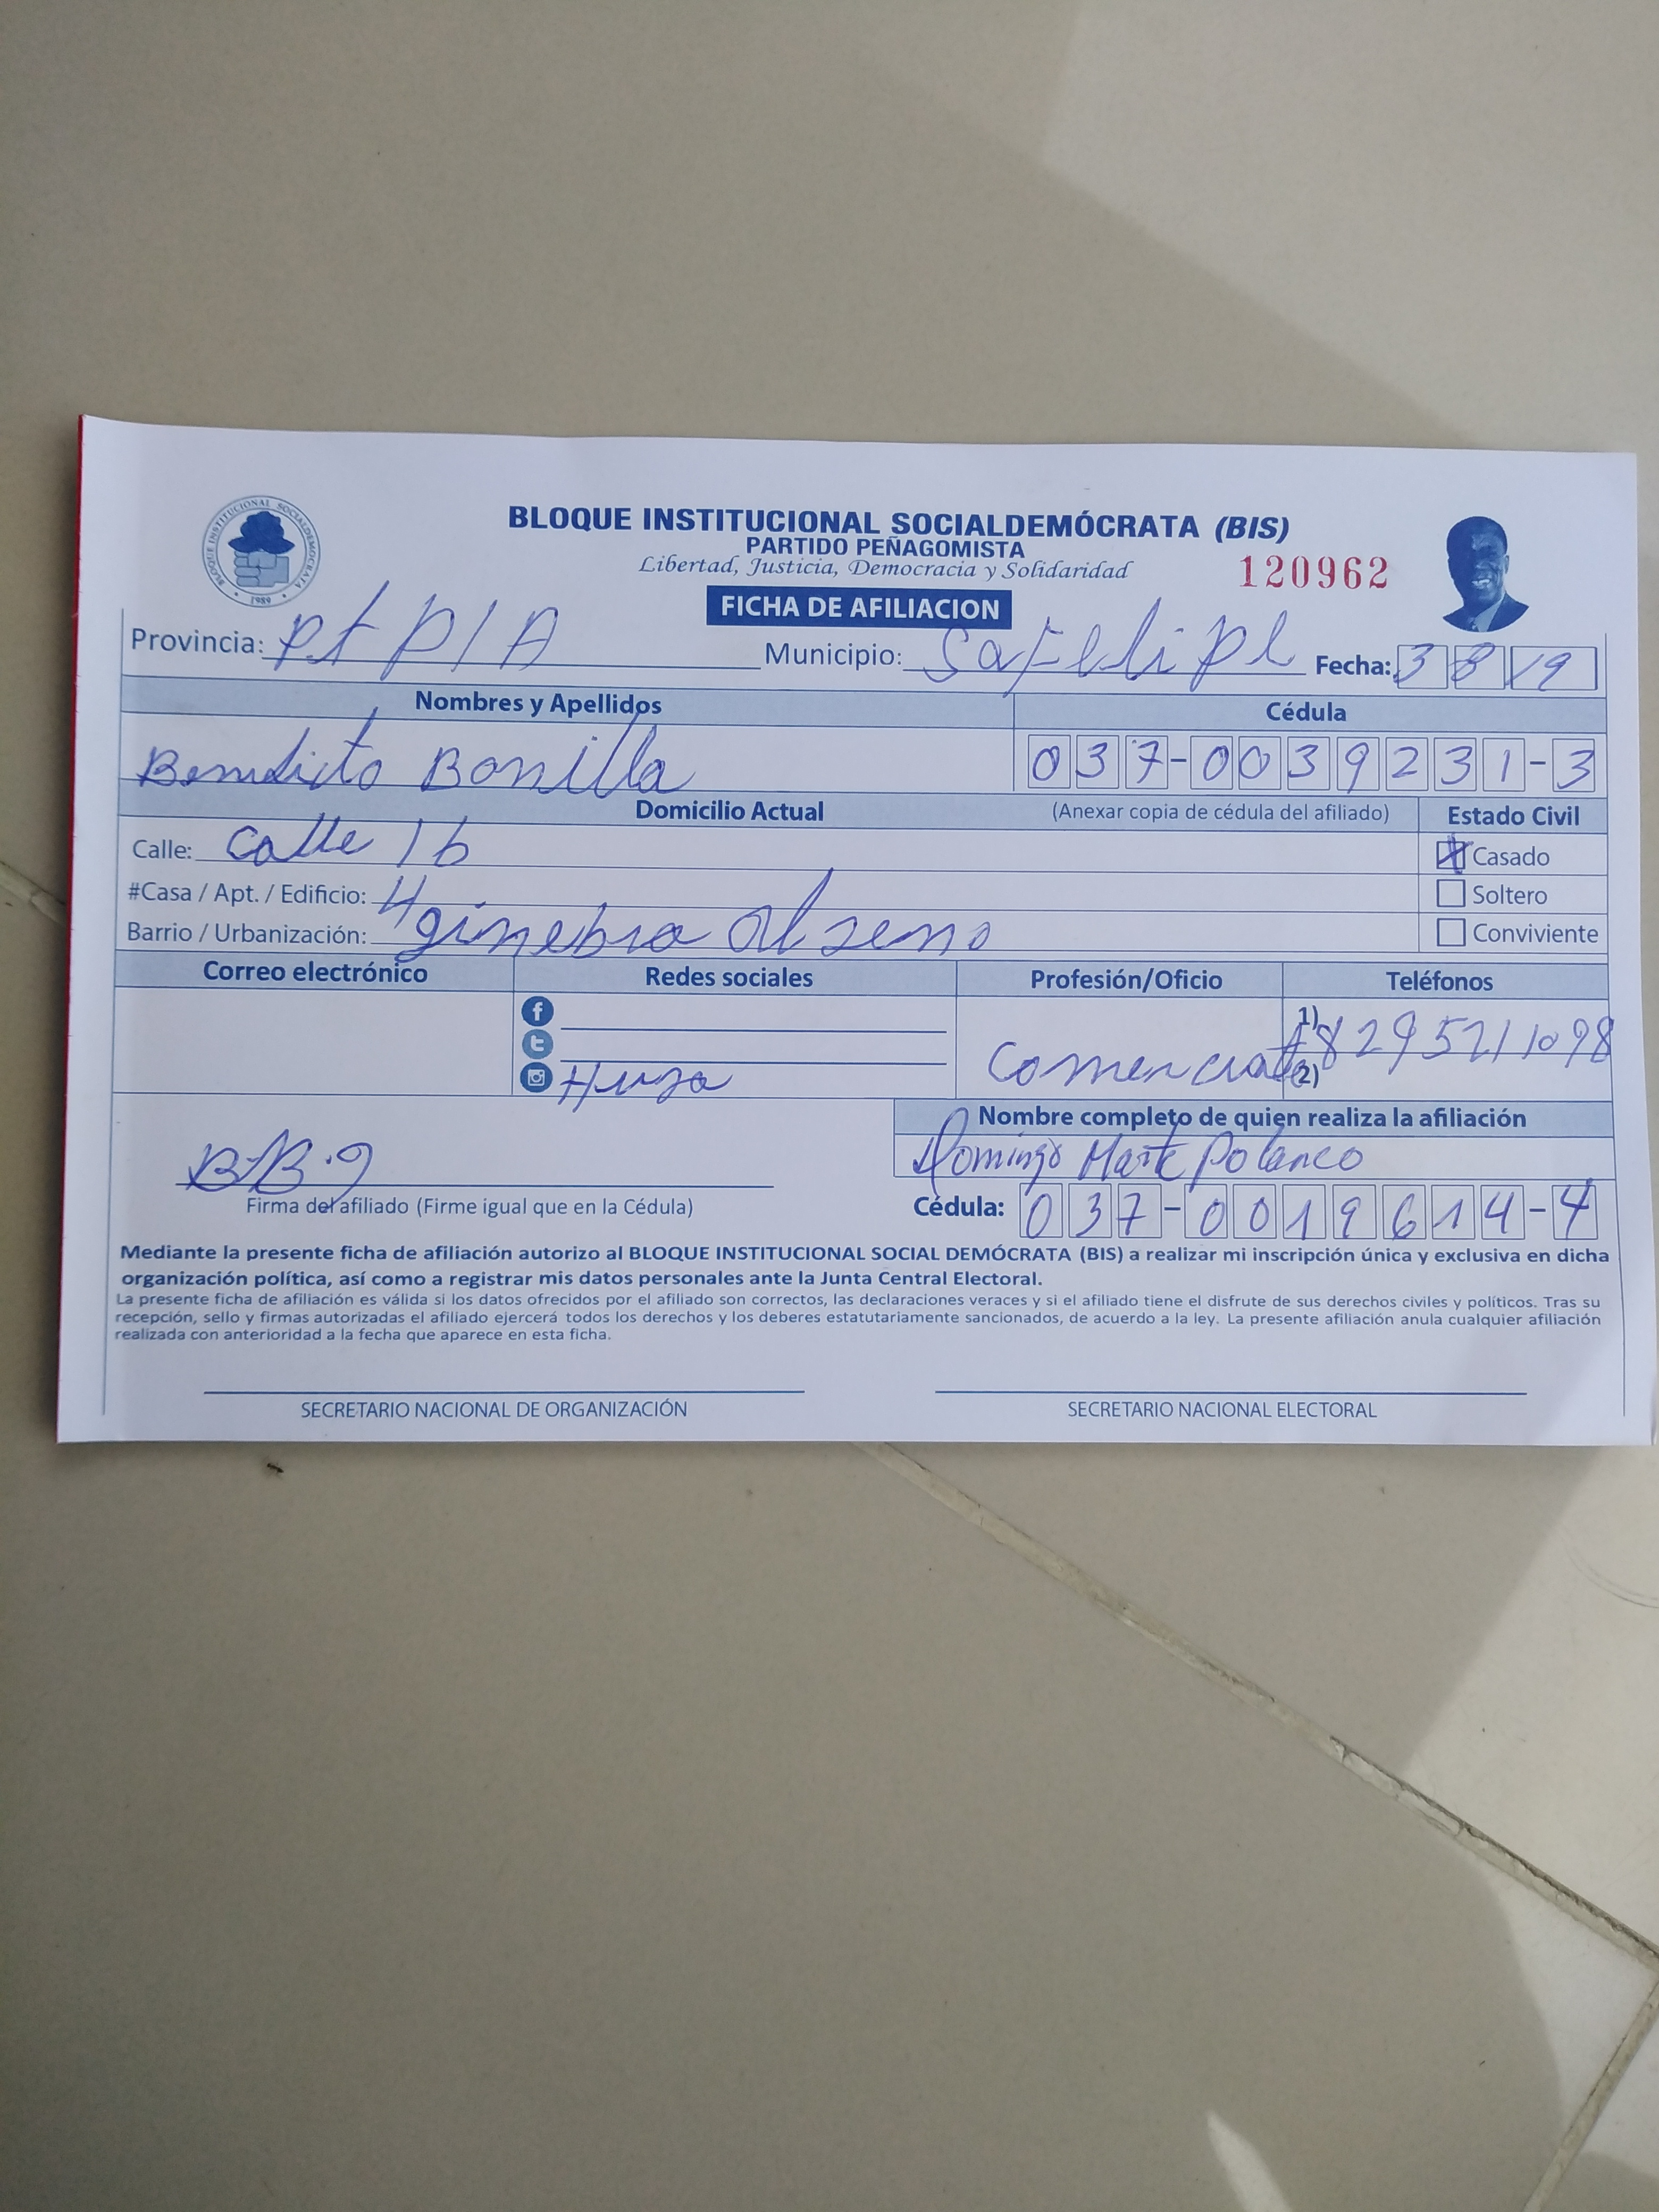 BLOQUE INSTITUCIONAL SOCIALDEMÓCRATA 1989
BLOQUE INSTITUCIONAL SOCIALDEMÓCRATA (BIS)
PARTIDO PEÑAGOMISTA
Libertad, Justicia, Democracia y Solidaridad
120962
FICHA DE AFILIACION
Provincia: Pt P/A Municipio: Safelipe Fecha: 3 8 19
Nombres y Apellidos Cédula
Benedicto Bonilla 037-0039231-3
Domicilio Actual (Anexar copia de cédula del afiliado) Estado Civil
Calle: Calle 16 Casado
#Casa / Apt. / Edificio: 4 Soltero
Barrio / Urbanización: ginebra Conviviente
Correo electrónico Redes sociales Profesión/Oficio Teléfonos
1) 8295211098
2)
Nombre completo de quien realiza la afiliación
B.B.g Domingo Marte Polanco
Firma del afiliado (Firme igual que en la Cédula) Cédula: 037-0019614-4
Mediante la presente ficha de afiliación autorizo al BLOQUE INSTITUCIONAL SOCIAL DEMÓCRATA (BIS) a realizar mi inscripción única y exclusiva en dicha
organización política, así como a registrar mis datos personales ante la Junta Central Electoral.
La presente ficha de afiliación es válida si los datos ofrecidos por el afiliado son correctos, las declaraciones veraces y si el afiliado tiene el disfrute de sus derechos civiles y políticos. Tras su
recepción, sello y firmas autorizadas el afiliado ejercerá todos los derechos y los deberes estatutariamente sancionados, de acuerdo a la ley. La presente afiliación anula cualquier afiliación
realizada con anterioridad a la fecha que aparece en esta ficha.
SECRETARIO NACIONAL DE ORGANIZACIÓN SECRETARIO NACIONAL ELECTORAL